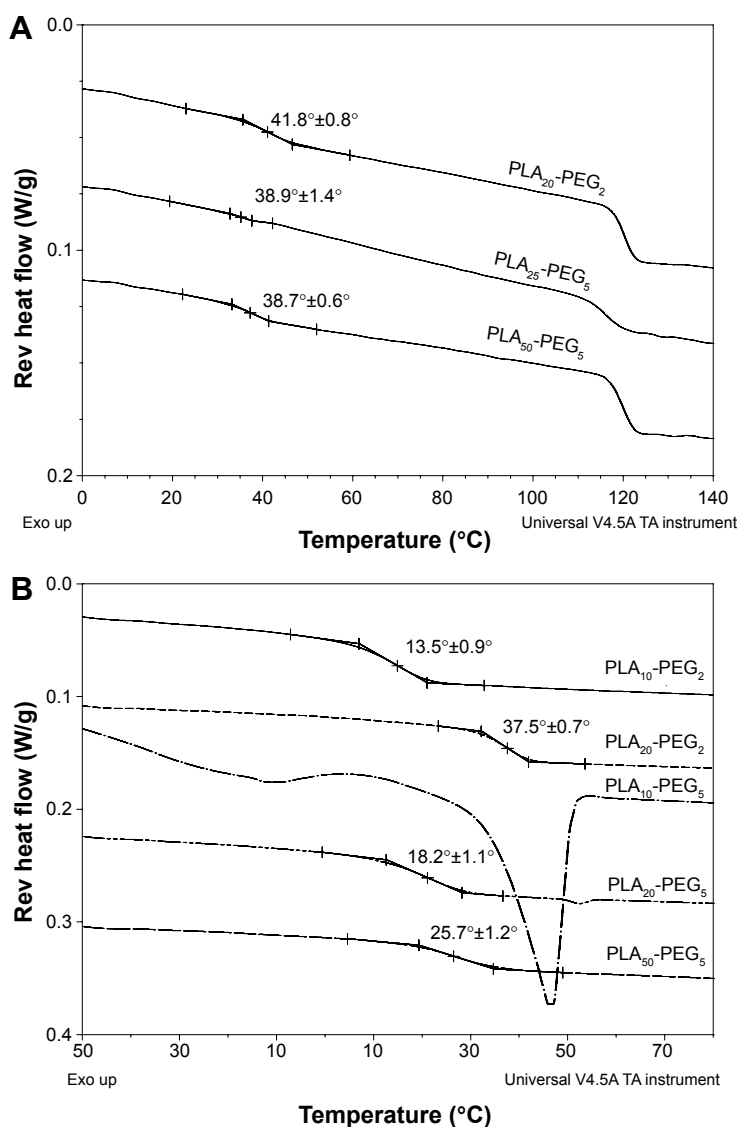 A
0.0
0.1
0.2
Rev heat flow (W/g)
41.8°±0.8°
38.9°±1.4°
38.7°±0.6°
PLA₂₀-PEG₂
PLA₂₅-PEG₅
PLA₅₀-PEG₅
0 20 40 60 80 100 120 140
Exo up
Universal V4.5A TA instrument
Temperature (°C)
B
0.0
0.1
0.2
0.3
0.4
Rev heat flow (W/g)
13.5°±0.9°
PLA₁₀-PEG₂
37.5°±0.7°
PLA₂₀-PEG₂
PLA₁₀-PEG₅
18.2°±1.1°
PLA₂₀-PEG₅
25.7°±1.2°
PLA₅₀-PEG₅
50 30 10 10 30 50 70
Exo up
Universal V4.5A TA instrument
Temperature (°C)